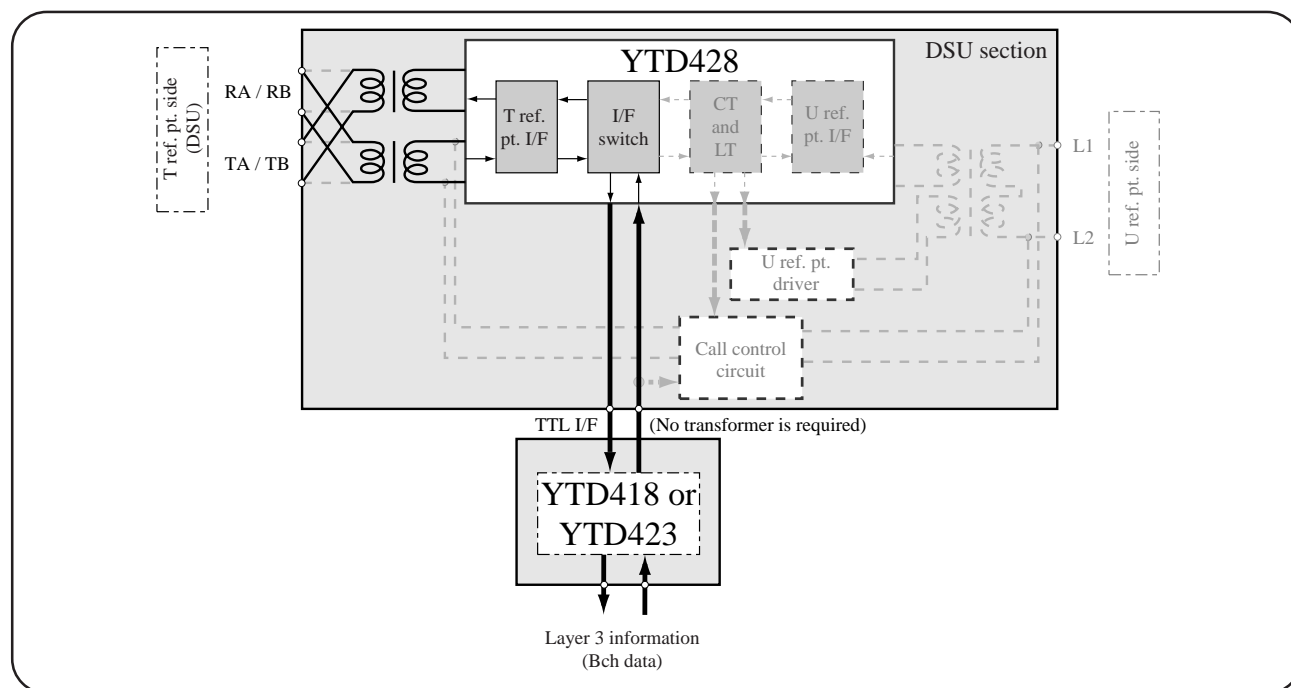 DSU section
YTD428
T ref. pt. side
(DSU)
RA / RB
TA / TB
T ref.
pt. I/F
I/F
switch
CT
and
LT
U ref.
pt. I/F
L1
L2
U ref. pt. side
U ref. pt.
driver
Call control
circuit
TTL I/F
(No transformer is required)
YTD418 or
YTD423
Layer 3 information
(Bch data)